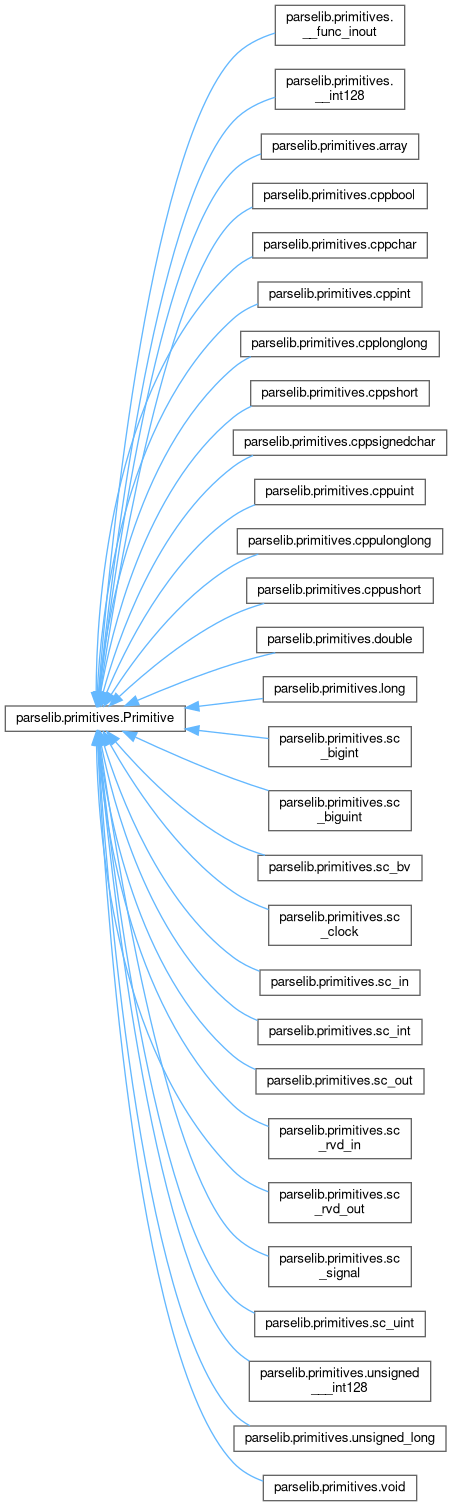 parselib.primitives.
__func_inout
parselib.primitives.
__int128
parselib.primitives.array
parselib.primitives.cppbool
parselib.primitives.cppchar
parselib.primitives.cppint
parselib.primitives.cpplonglong
parselib.primitives.cppshort
parselib.primitives.cppsignedchar
parselib.primitives.cppuint
parselib.primitives.cppulonglong
parselib.primitives.cppushort
parselib.primitives.double
parselib.primitives.long
parselib.primitives.Primitive
parselib.primitives.sc
_bigint
parselib.primitives.sc
_biguint
parselib.primitives.sc_bv
parselib.primitives.sc
_clock
parselib.primitives.sc_in
parselib.primitives.sc_int
parselib.primitives.sc_out
parselib.primitives.sc
_rvd_in
parselib.primitives.sc
_rvd_out
parselib.primitives.sc
_signal
parselib.primitives.sc_uint
parselib.primitives.unsigned
___int128
parselib.primitives.unsigned_long
parselib.primitives.void